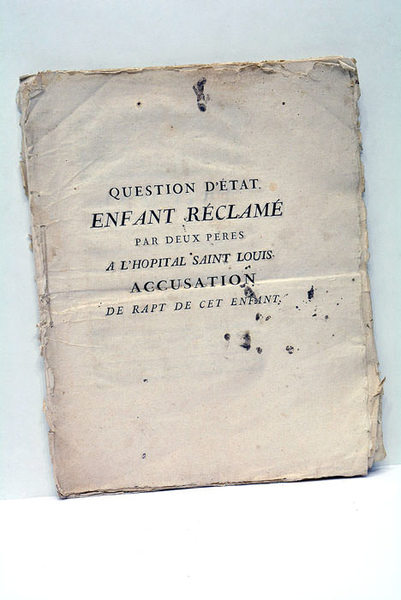 QUESTION D'ÉTAT.
ENFANT RÉCLAMÉ
PAR DEUX PERES
A L'HOPITAL SAINT LOUIS.
ACCUSATION
DE RAPT DE CET ENFANT.